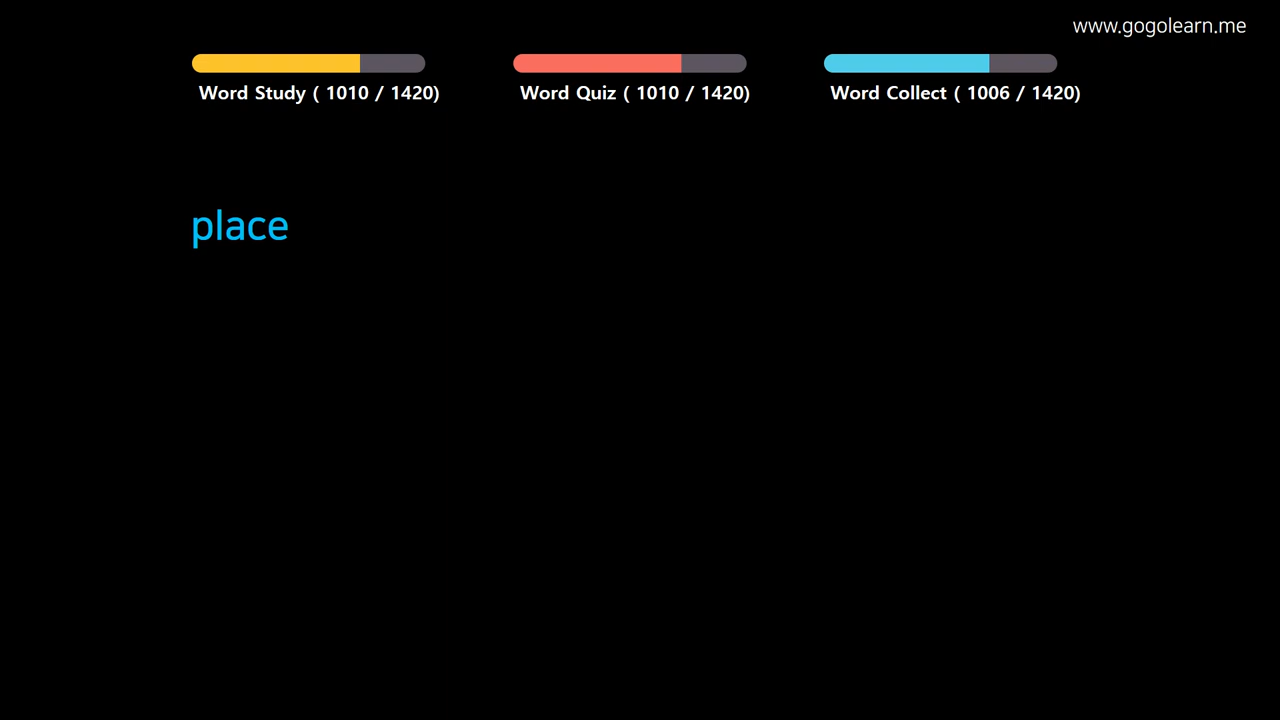 www.gogolearn.me
Word Study ( 1010 / 1420)
Word Quiz ( 1010 / 1420)
Word Collect ( 1006 / 1420)
place